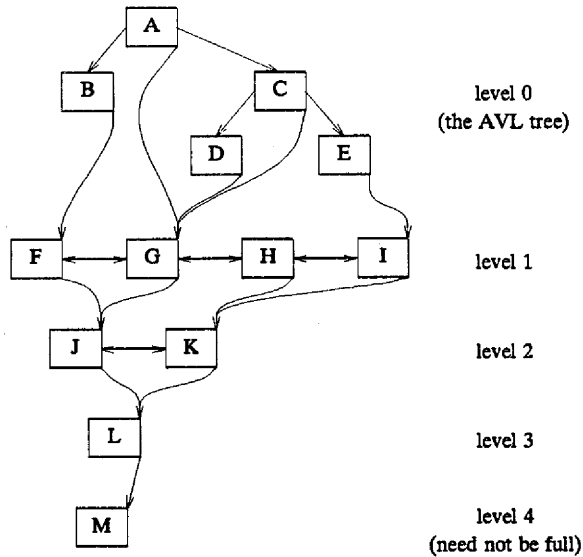 A
B
C
level 0
(the AVL tree)
D
E
F
G
H
I
level 1
J
K
level 2
L
level 3
M
level 4
(need not be full)